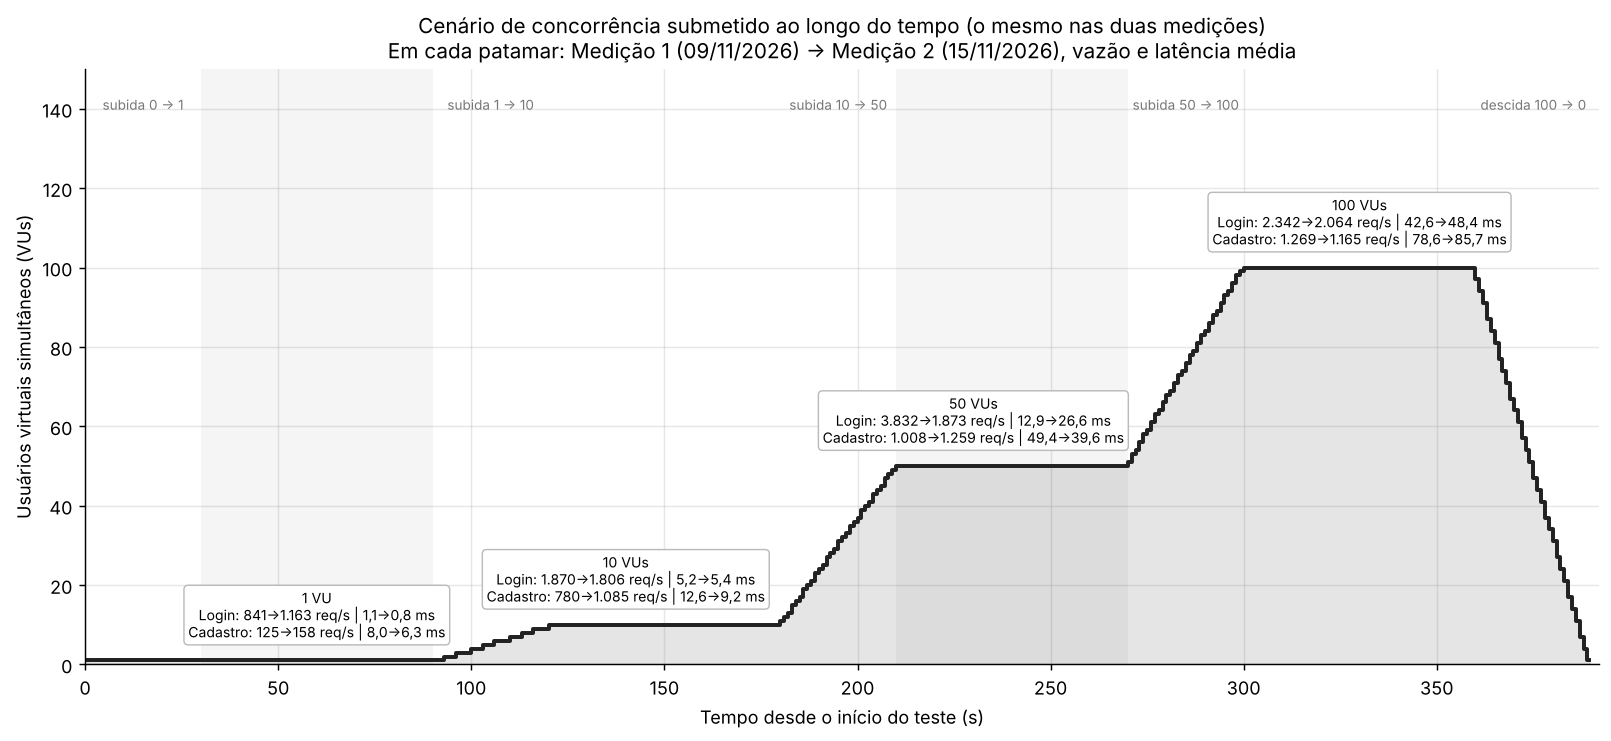 Cenário de concorrência submetido ao longo do tempo (o mesmo nas duas medições)
Em cada patamar: Medição 1 (09/11/2026) → Medição 2 (15/11/2026), vazão e latência média
subida 0 → 1
subida 1 → 10
subida 10 → 50
subida 50 → 100
descida 100 → 0
Usuários virtuais simultâneos (VUs)
140
120
100
80
60
40
20
0
100 VUs
Login: 2.342→2.064 req/s | 42,6→48,4 ms
Cadastro: 1.269→1.165 req/s | 78,6→85,7 ms
50 VUs
Login: 3.832→1.873 req/s | 12,9→26,6 ms
Cadastro: 1.008→1.259 req/s | 49,4→39,6 ms
10 VUs
Login: 1.870→1.806 req/s | 5,2→5,4 ms
Cadastro: 780→1.085 req/s | 12,6→9,2 ms
1 VU
Login: 841→1.163 req/s | 1,1→0,8 ms
Cadastro: 125→158 req/s | 8,0→6,3 ms
0 50 100 150 200 250 300 350
Tempo desde o início do teste (s)